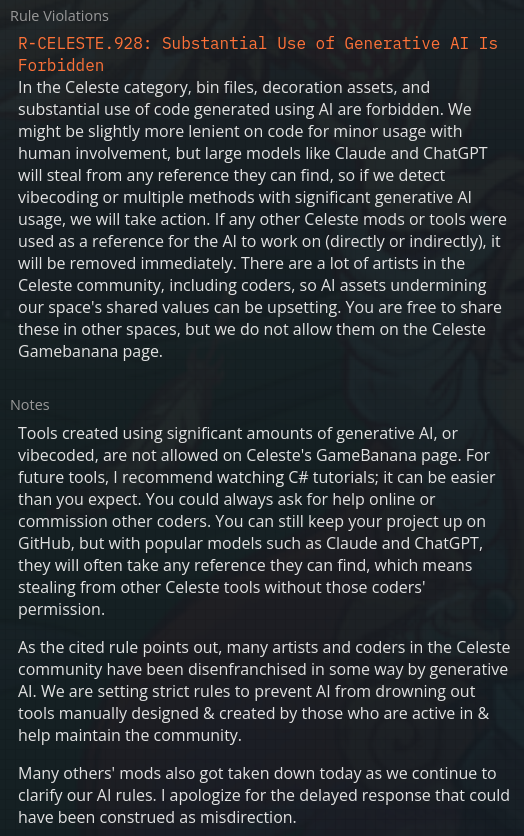 Rule Violations
R-CELESTE.928: Substantial Use of Generative AI Is
Forbidden
In the Celeste category, bin files, decoration assets, and
substantial use of code generated using AI are forbidden. We
might be slightly more lenient on code for minor usage with
human involvement, but large models like Claude and ChatGPT
will steal from any reference they can find, so if we detect
vibecoding or multiple methods with significant generative AI
usage, we will take action. If any other Celeste mods or tools were
used as a reference for the AI to work on (directly or indirectly), it
will be removed immediately. There are a lot of artists in the
Celeste community, including coders, so AI assets undermining
our space's shared values can be upsetting. You are free to share
these in other spaces, but we do not allow them on the Celeste
Gamebanana page.
Notes
Tools created using significant amounts of generative AI, or
vibecoded, are not allowed on Celeste's GameBanana page. For
future tools, I recommend watching C# tutorials; it can be easier
than you expect. You could always ask for help online or
commission other coders. You can still keep your project up on
GitHub, but with popular models such as Claude and ChatGPT,
they will often take any reference they can find, which means
stealing from other Celeste tools without those coders'
permission.
As the cited rule points out, many artists and coders in the Celeste
community have been disenfranchised in some way by generative
AI. We are setting strict rules to prevent AI from drowning out
tools manually designed & created by those who are active in &
help maintain the community.
Many others' mods also got taken down today as we continue to
clarify our AI rules. I apologize for the delayed response that could
have been construed as misdirection.